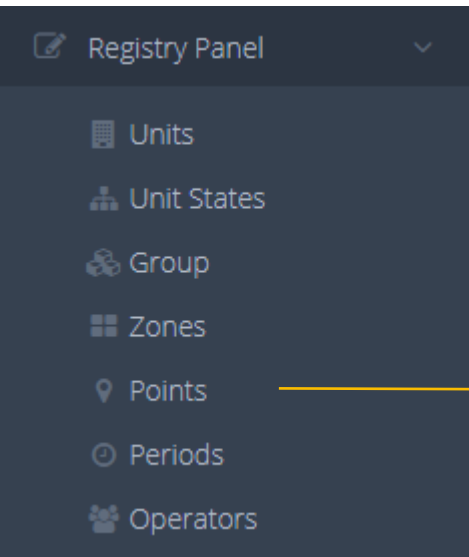 Registry Panel
Units
Unit States
Group
Zones
Points
Periods
Operators